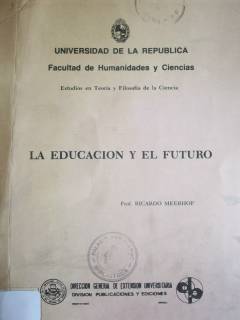 UNIVERSIDAD DE LA REPUBLICA
Facultad de Humanidades y Ciencias
Estudios en Teoría y Filosofía de la Ciencia
LA EDUCACION Y EL FUTURO
Prof. RICARDO MEERHOF
DIRECCION GENERAL DE EXTENSION UNIVERSITARIA
DIVISION PUBLICACIONES Y EDICIONES